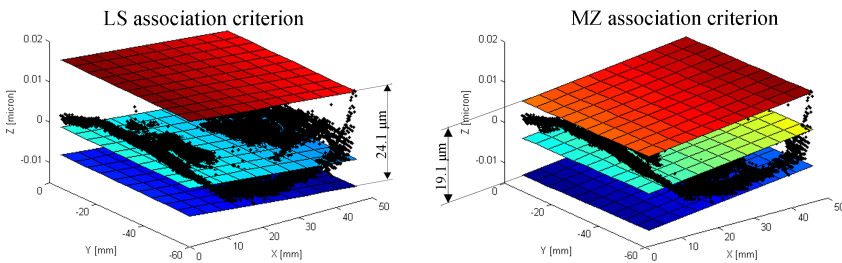 LS association criterion
MZ association criterion
0.02
0.01
0
-0.01
Z [micron]
0
-20
-40
-60
Y [mm]
0
10
20
30
40
50
X [mm]
24.1 µm
0.02
0.01
0
-0.01
Z [micron]
19.1 µm
0
-20
-40
-60
Y [mm]
0
10
20
30
40
50
X [mm]